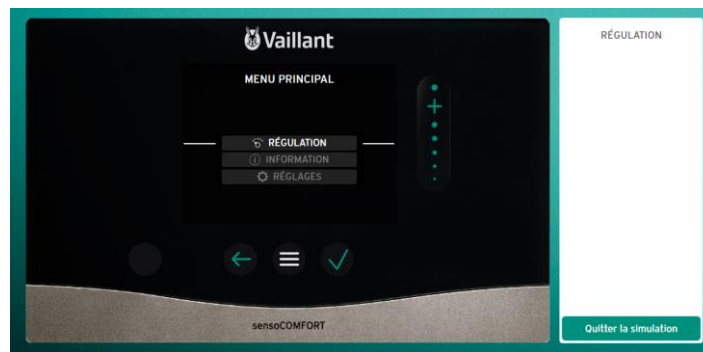 Vaillant
RÉGULATION
MENU PRINCIPAL
RÉGULATION
INFORMATION
RÉGLAGES
sensoCOMFORT
Quitter la simulation